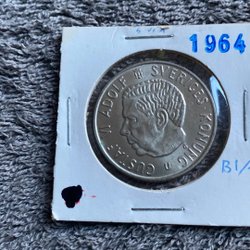 1964
GUSTAF VI ADOLF SVERIGES KONUNG